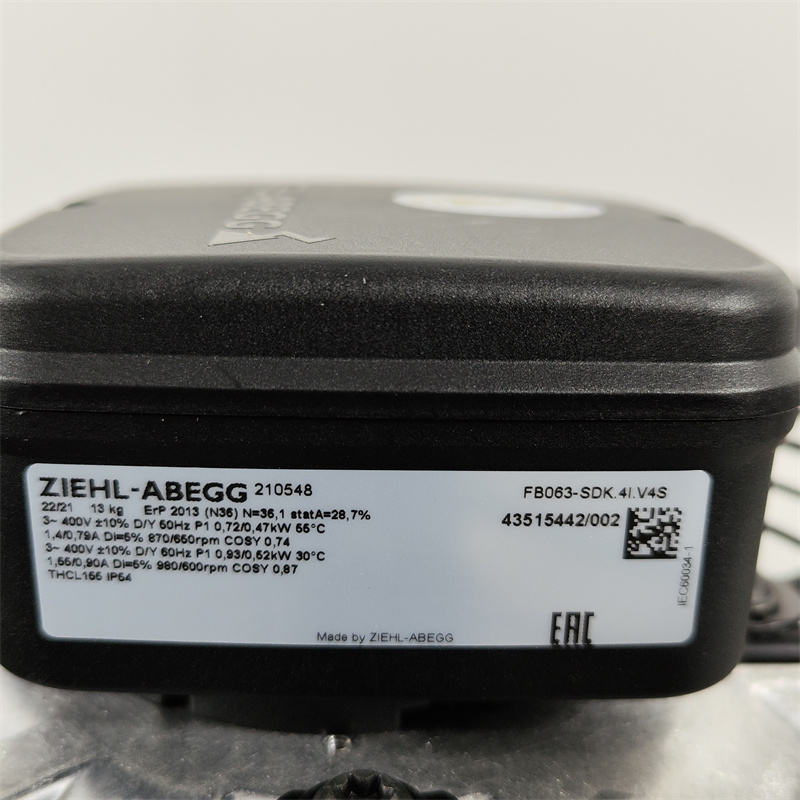 ZIEHL-ABEGG 210548
22/21 13 kg ErP 2013 (N36) N=36,1 statA=28,7%
3~ 400V ±10% D/Y 50Hz P1 0,72/0,47kW 55°C
1,4/0,79A DI=5% 870/650rpm COSY 0,74
3~ 400V ±10% D/Y 60Hz P1 0,93/0,52kW 30°C
1,55/0,90A DI=5% 980/600rpm COSY 0,87
THCL155 IP54
FB063-SDK.4I.V4S
43515442/002
IEC60034-1
Made by ZIEHL-ABEGG
EAC